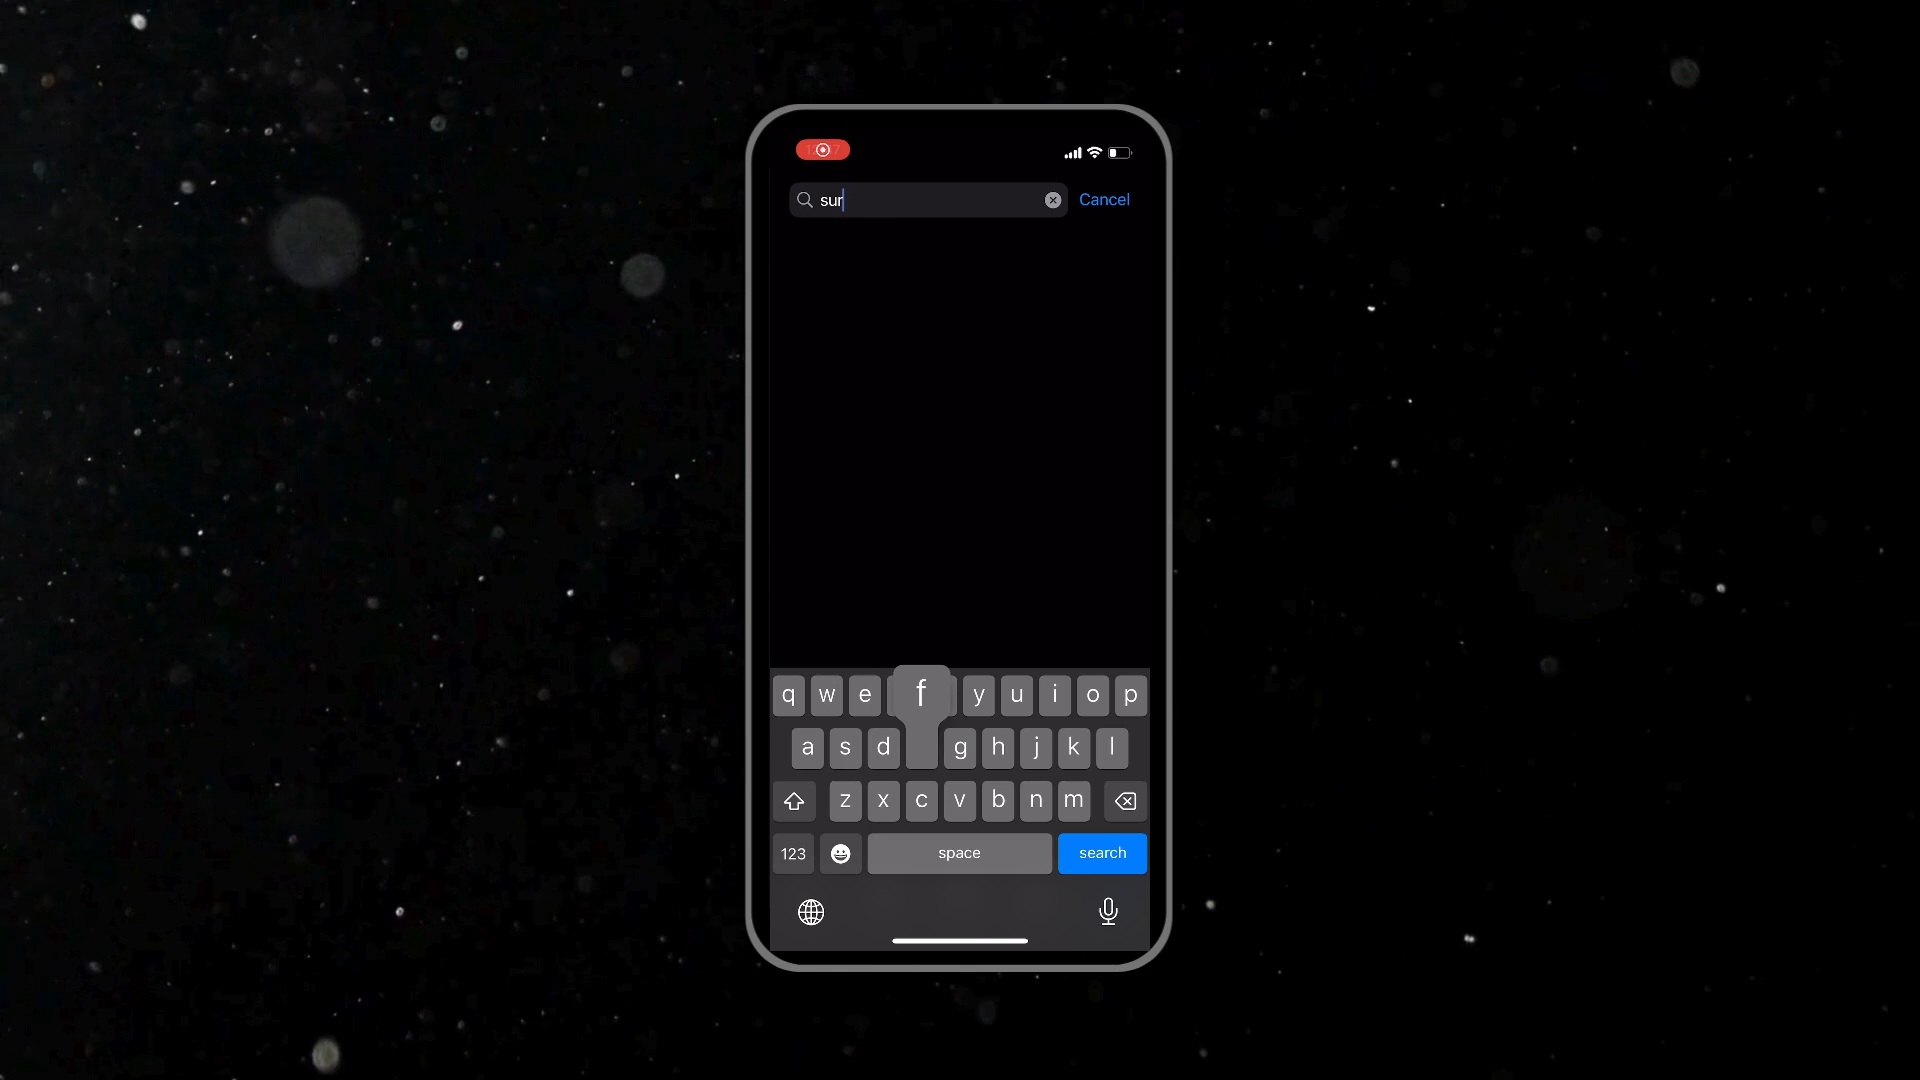 sur
Cancel
q w e f y u i o p
a s d g h j k l
z x c v b n m
123 space search